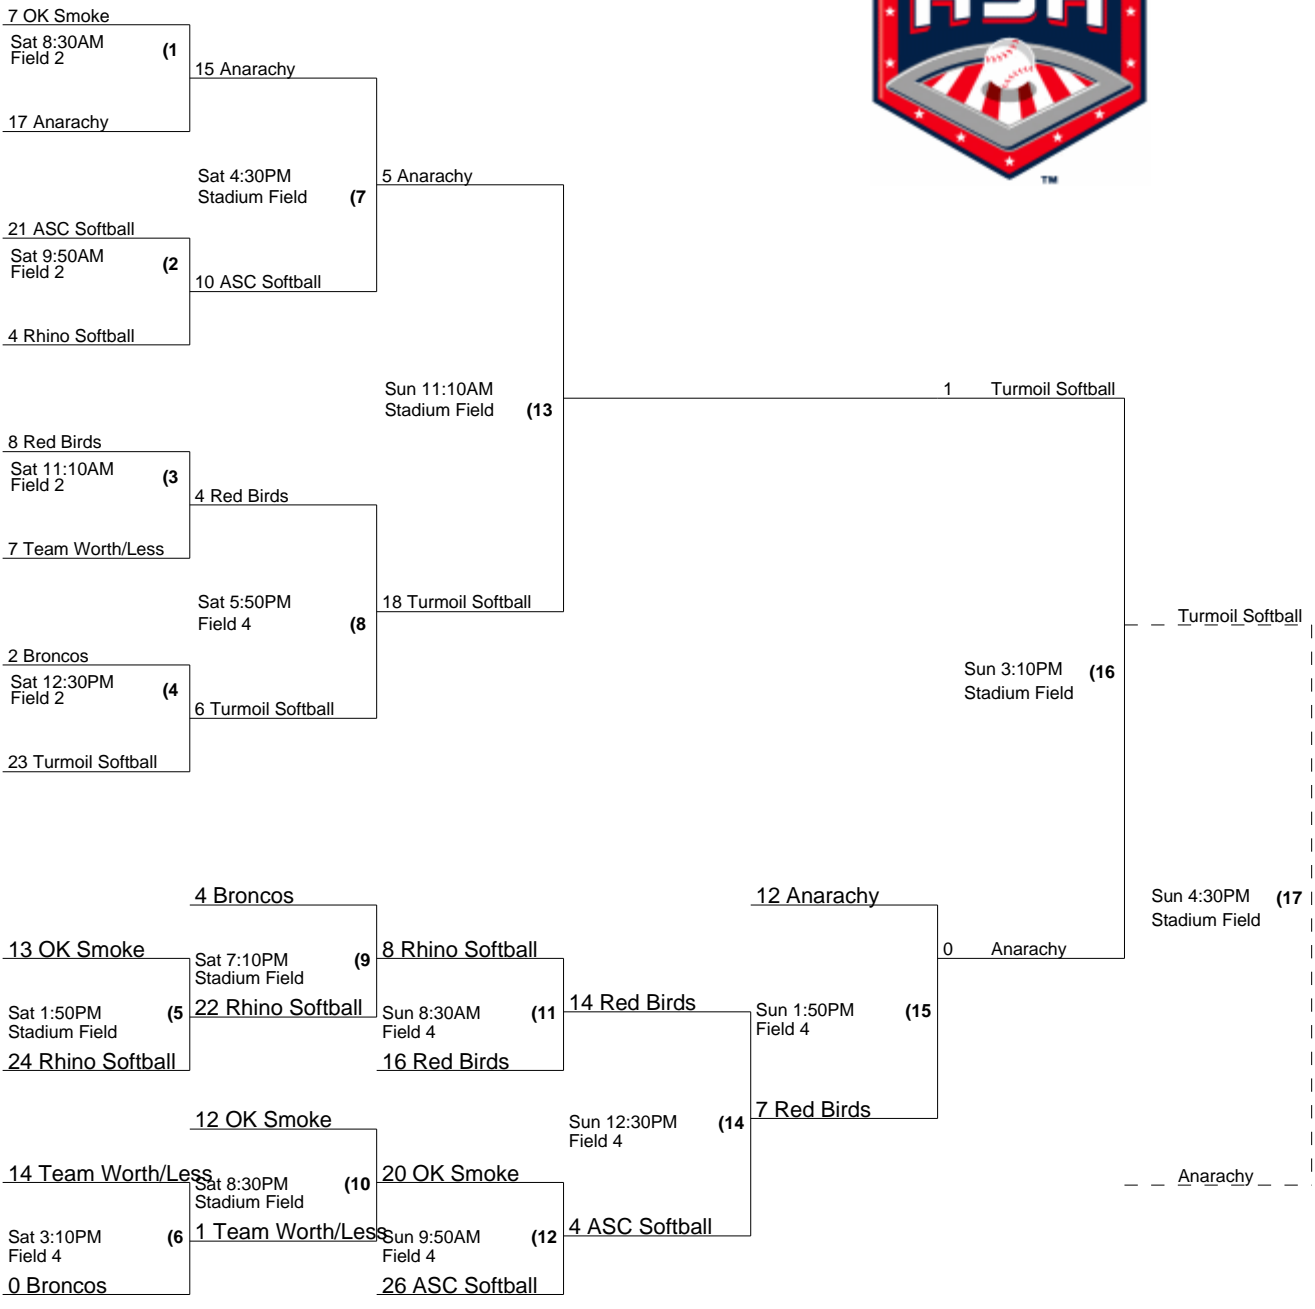 ASA
TM
7 OK Smoke
Sat 8:30AM
Field 2
(1
17 Anarachy
15 Anarachy
Sat 4:30PM
Stadium Field
(7
5 Anarachy
21 ASC Softball
Sat 9:50AM
Field 2
(2
10 ASC Softball
4 Rhino Softball
Sun 11:10AM
Stadium Field
(13
1 Turmoil Softball
8 Red Birds
Sat 11:10AM
Field 2
(3
4 Red Birds
7 Team Worth/Less
Sat 5:50PM
Field 4
(8
18 Turmoil Softball
Turmoil Softball
2 Broncos
Sat 12:30PM
Field 2
(4
6 Turmoil Softball
23 Turmoil Softball
Sun 3:10PM
Stadium Field
(16
4 Broncos
12 Anarachy
Sun 4:30PM
Stadium Field
(17
13 OK Smoke
Sat 7:10PM
Stadium Field
(9
8 Rhino Softball
0 Anarachy
Sat 1:50PM
Stadium Field
(5
22 Rhino Softball
Sun 8:30AM
Field 4
(11
14 Red Birds
Sun 1:50PM
Field 4
(15
24 Rhino Softball
16 Red Birds
12 OK Smoke
Sun 12:30PM
Field 4
(14
7 Red Birds
14 Team Worth/Less
Sat 8:30PM
Stadium Field
(10
20 OK Smoke
Anarachy
Sat 3:10PM
Field 4
(6
1 Team Worth/Less
Sun 9:50AM
Field 4
(12
4 ASC Softball
0 Broncos
26 ASC Softball